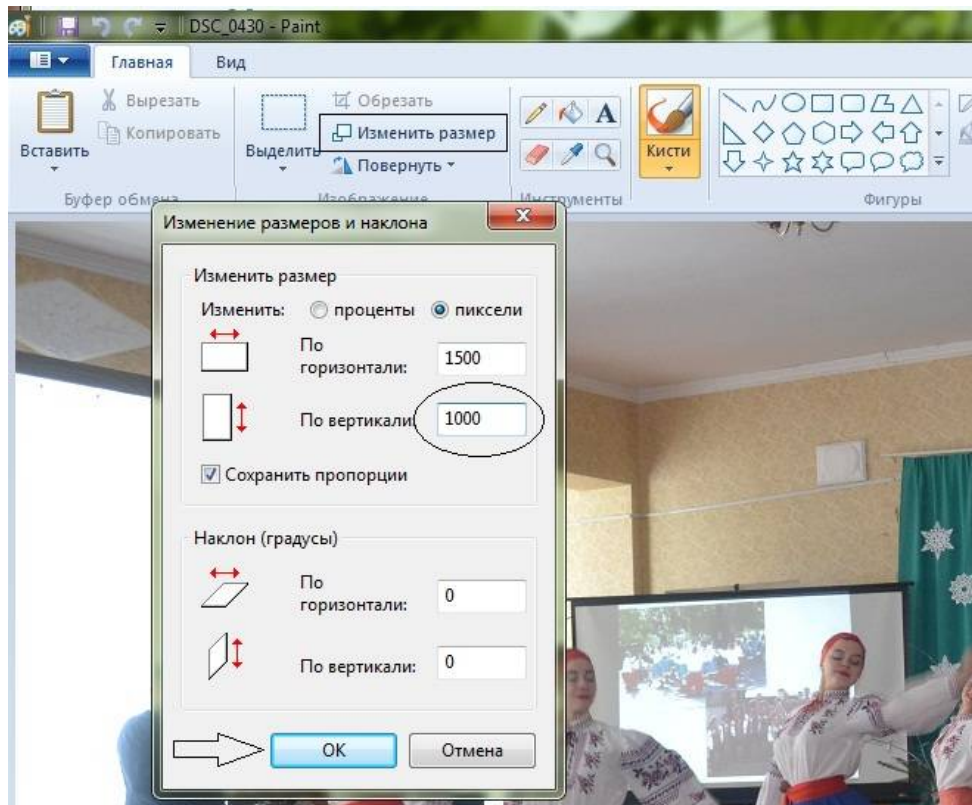 DSC_0430 - Paint
Главная Вид
Вставить
Вырезать
Копировать
Буфер обмена
Выделить
Обрезать
Изменить размер
Повернуть
Изображение
A
Инструменты
Кисти
Фигуры
Изменение размеров и наклона
Изменить размер
Изменить: проценты пиксели
По
горизонтали: 1500
По вертикали: 1000
Сохранить пропорции
Наклон (градусы)
По
горизонтали: 0
По вертикали: 0
ОК Отмена